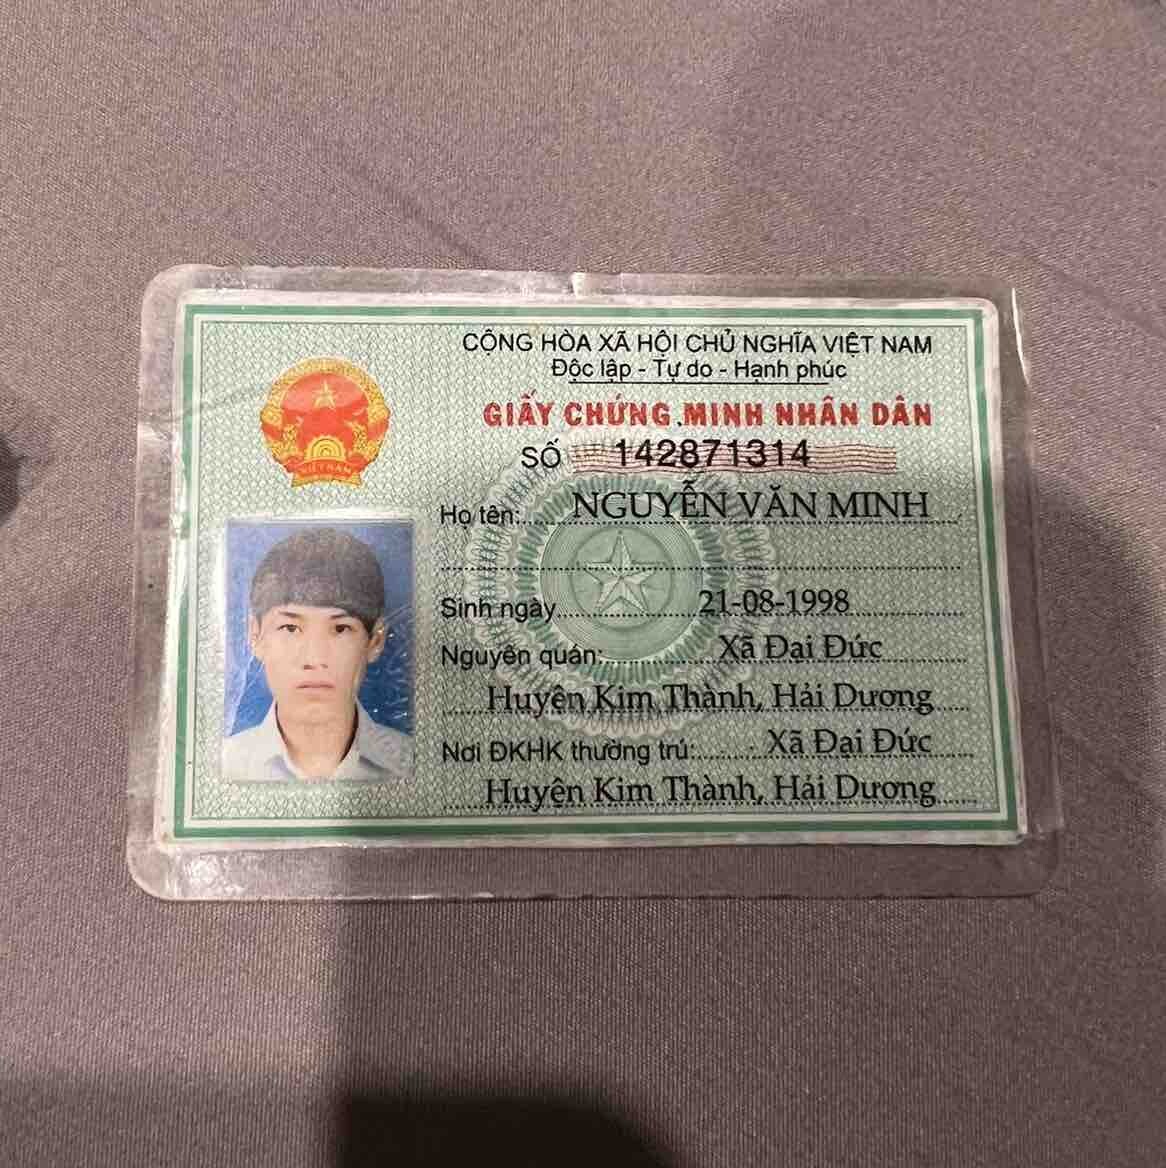 CỘNG HÒA XÃ HỘI CHỦ NGHĨA VIỆT NAM
Độc lập - Tự do - Hạnh phúc
GIẤY CHỨNG MINH NHÂN DÂN
SỐ 142871314
VIỆT NAM
Họ tên: NGUYỄN VĂN MINH
Sinh ngày 21-08-1998
Nguyên quán: Xã Đại Đức
Huyện Kim Thành, Hải Dương
Nơi ĐKHK thường trú: Xã Đại Đức
Huyện Kim Thành, Hải Dương